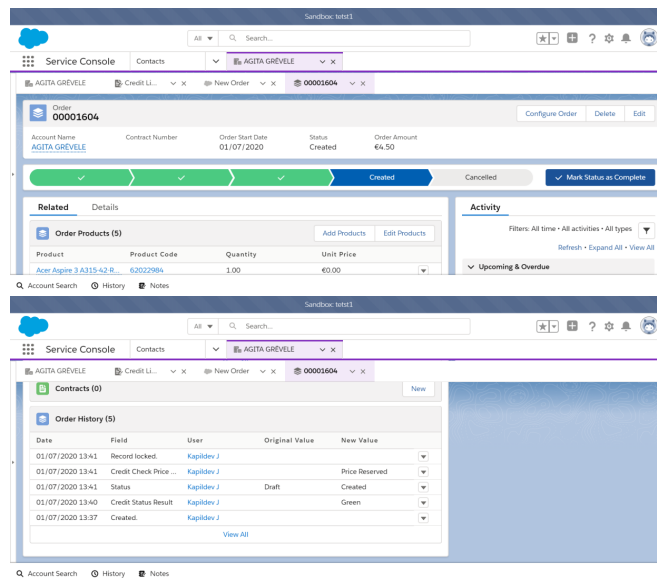 Sandbox: tetst1
All Search...
Service Console Contacts AGITA GRĒVELE
AGITA GRĒVELE Credit Li... New Order 00001604
Order
00001604
Configure Order Delete Edit
Account Name Contract Number Order Start Date Status Order Amount
AGITA GRĒVELE 01/07/2020 Created €4.50
Created Cancelled Mark Status as Complete
Related Details
Activity
Order Products (5) Add Products Edit Products
Filters: All time • All activities • All types
Refresh • Expand All • View All
Product Product Code Quantity Unit Price
Acer Aspire 3 A315-42-R... 62022984 1.00 €0.00
Upcoming & Overdue
Account Search History Notes
Sandbox: tetst1
All Search...
Service Console Contacts AGITA GRĒVELE
AGITA GRĒVELE Credit Li... New Order 00001604
Contracts (0) New
Order History (5)
Date Field User Original Value New Value
01/07/2020 13:41 Record locked. Kapildev J
01/07/2020 13:41 Credit Check Price ... Kapildev J Price Reserved
01/07/2020 13:41 Status Kapildev J Draft Created
01/07/2020 13:40 Credit Status Result Kapildev J Green
01/07/2020 13:37 Created. Kapildev J
View All
Account Search History Notes